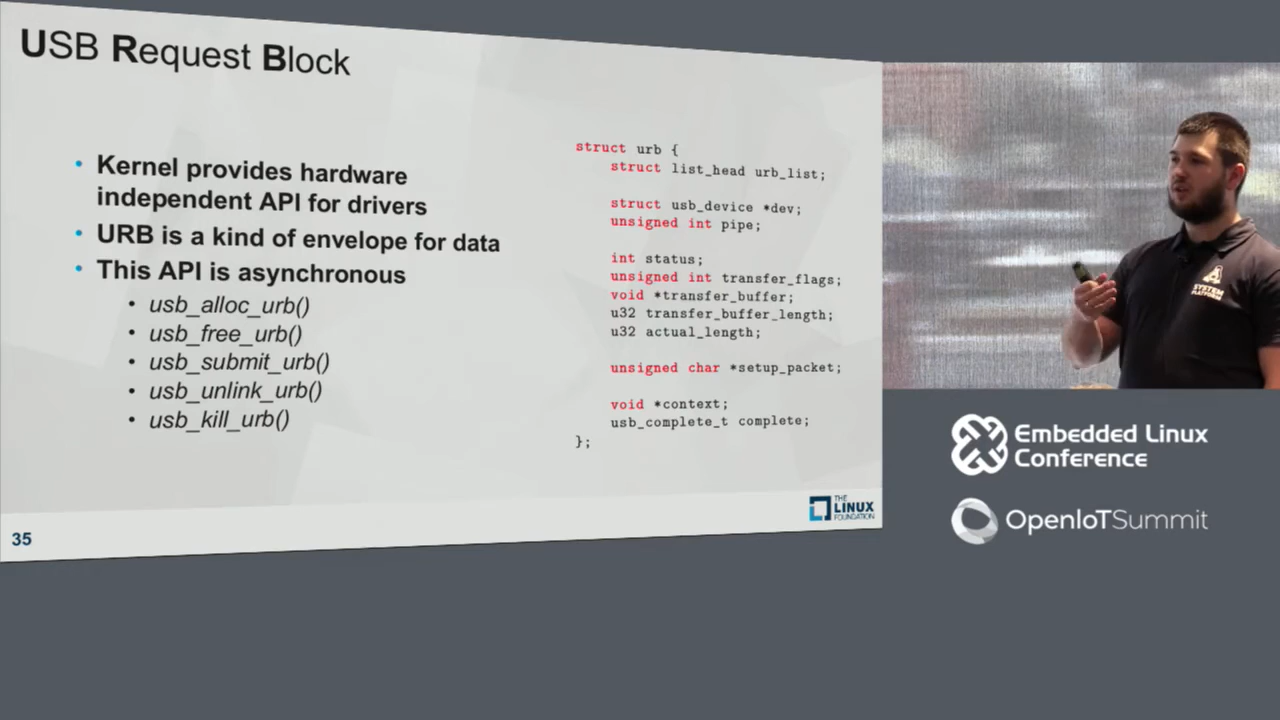 USB Request Block
• Kernel provides hardware
independent API for drivers
• URB is a kind of envelope for data
• This API is asynchronous
• usb_alloc_urb()
• usb_free_urb()
• usb_submit_urb()
• usb_unlink_urb()
• usb_kill_urb()
struct urb {
struct list_head urb_list;
struct usb_device *dev;
unsigned int pipe;
int status;
unsigned int transfer_flags;
void *transfer_buffer;
u32 transfer_buffer_length;
u32 actual_length;
unsigned char *setup_packet;
void *context;
usb_complete_t complete;
};
35
THE
LINUX
FOUNDATION
SYSTEM
PLATFORM
Embedded Linux
Conference
OpenIoTSummit